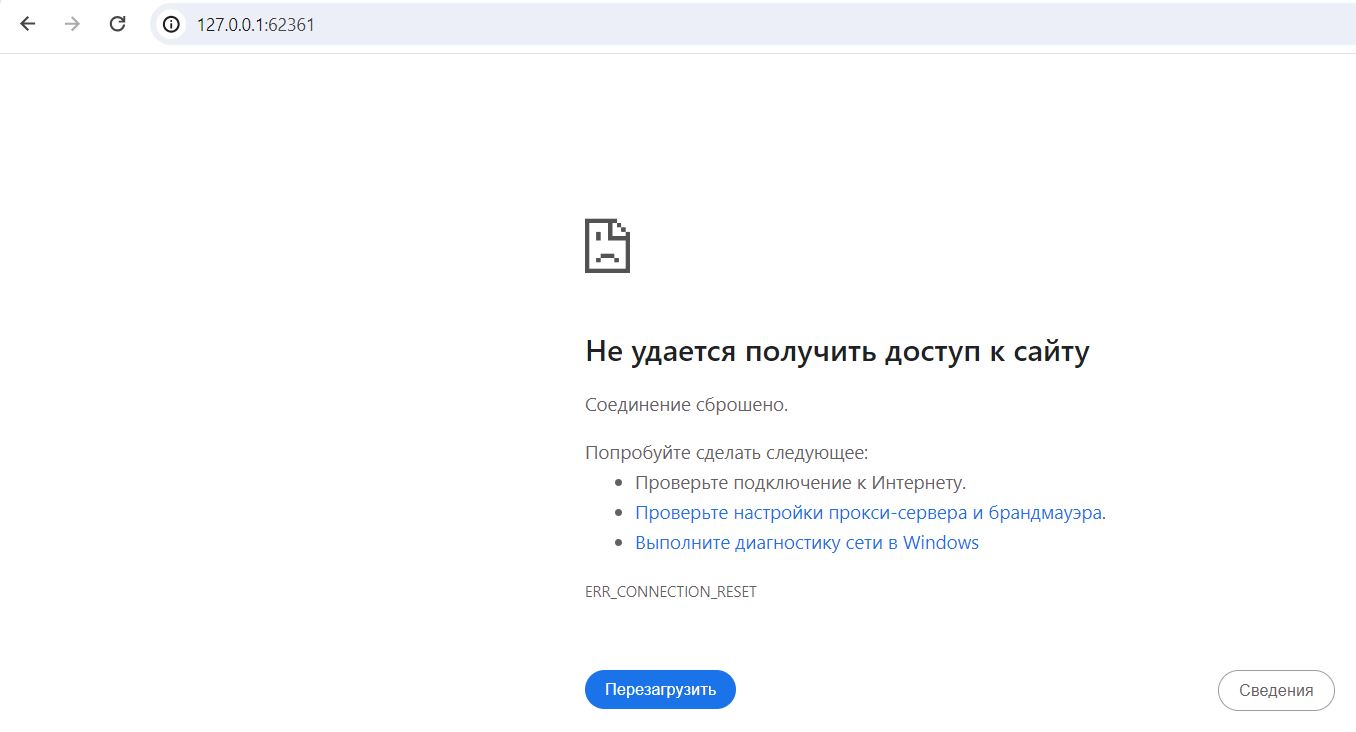 127.0.0.1:62361
Не удается получить доступ к сайту
Соединение сброшено.
Попробуйте сделать следующее:
Проверьте подключение к Интернету.
Проверьте настройки прокси-сервера и брандмауэра.
Выполните диагностику сети в Windows
ERR_CONNECTION_RESET
Перезагрузить
Сведения